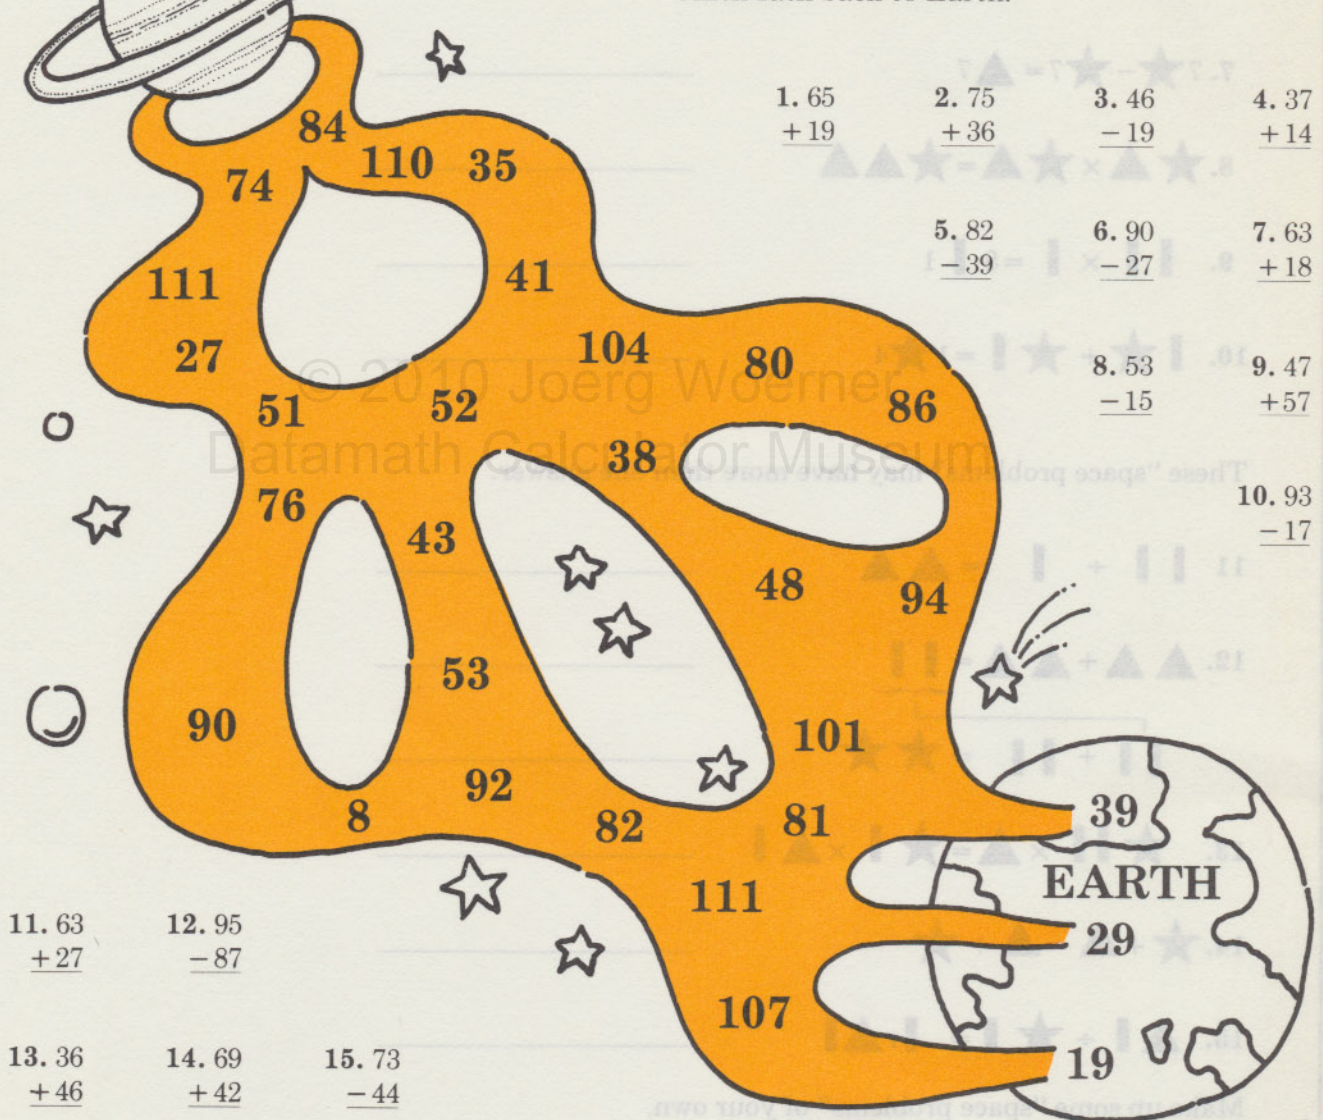 1. 65 2. 75 3. 46 4. 37
+19 +36 −19 +14
5. 82 6. 90 7. 63
−39 −27 +18
8. 53 9. 47
−15 +57
10. 93
−17
84
110 35
74
111 41
27 104 80
51 52 86
38
76 43
48 94
53
90 101
92
8 82 81 39
EARTH
111
29
107
19
© 2010 Joerg Woerner
Datamath Calculator Museum
11. 63 12. 95
+27 −87
13. 36 14. 69 15. 73
+46 +42 −44